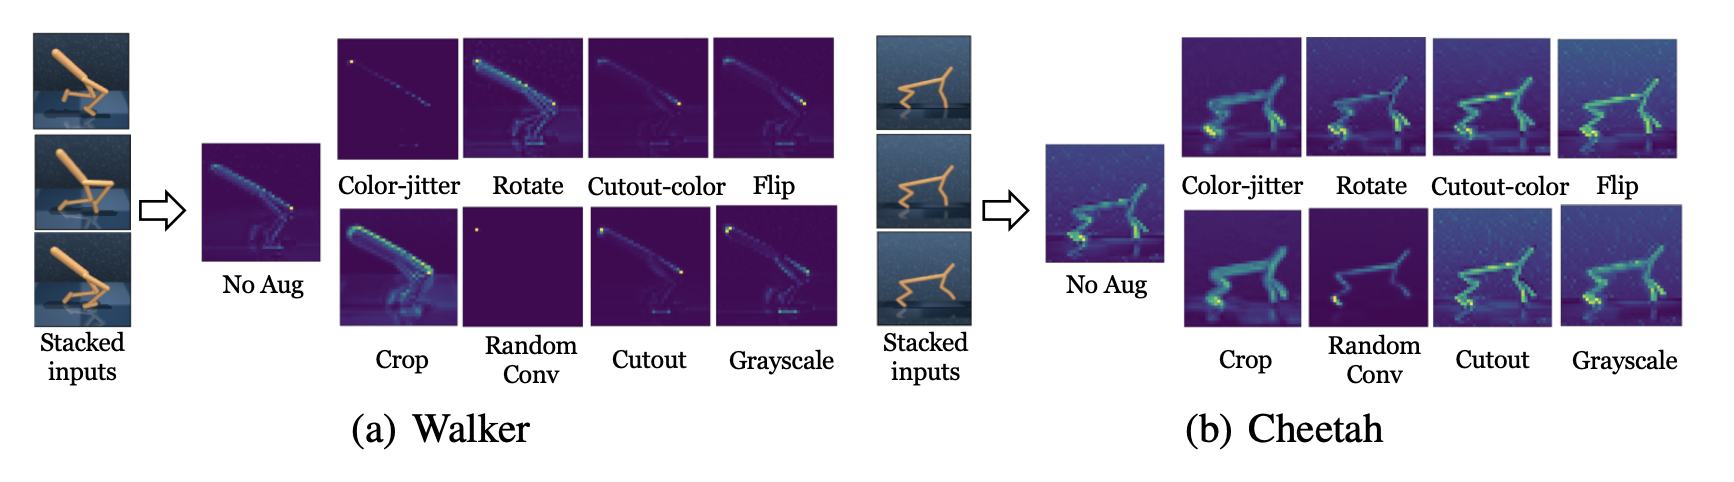 Color-jitter Rotate Cutout-color Flip
No Aug
Stacked
inputs
Crop Random
Conv Cutout Grayscale
(a) Walker
Color-jitter Rotate Cutout-color Flip
No Aug
Stacked
inputs
Crop Random
Conv Cutout Grayscale
(b) Cheetah